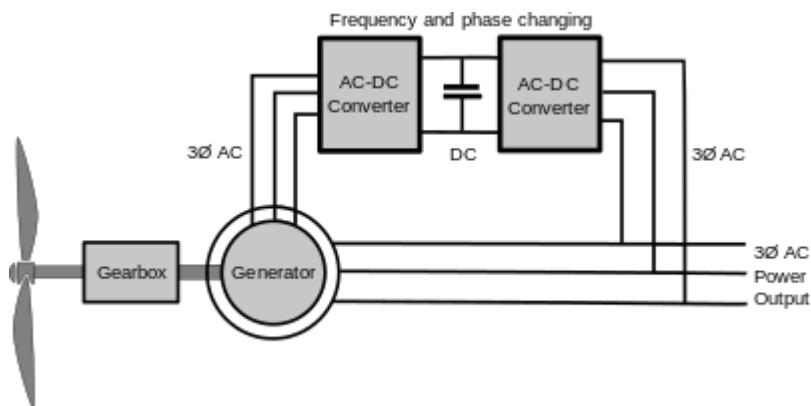 Frequency and phase changing
AC-DC
Converter
AC-DC
Converter
3Ø AC
DC
3Ø AC
Gearbox
Generator
3Ø AC
Power
Output